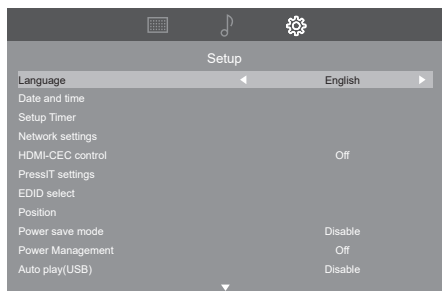 Setup
Language English
Date and time
Setup Timer
Network settings
HDMI-CEC control Off
PressIT settings
EDID select
Position
Power save mode Disable
Power Management Off
Auto play(USB) Disable